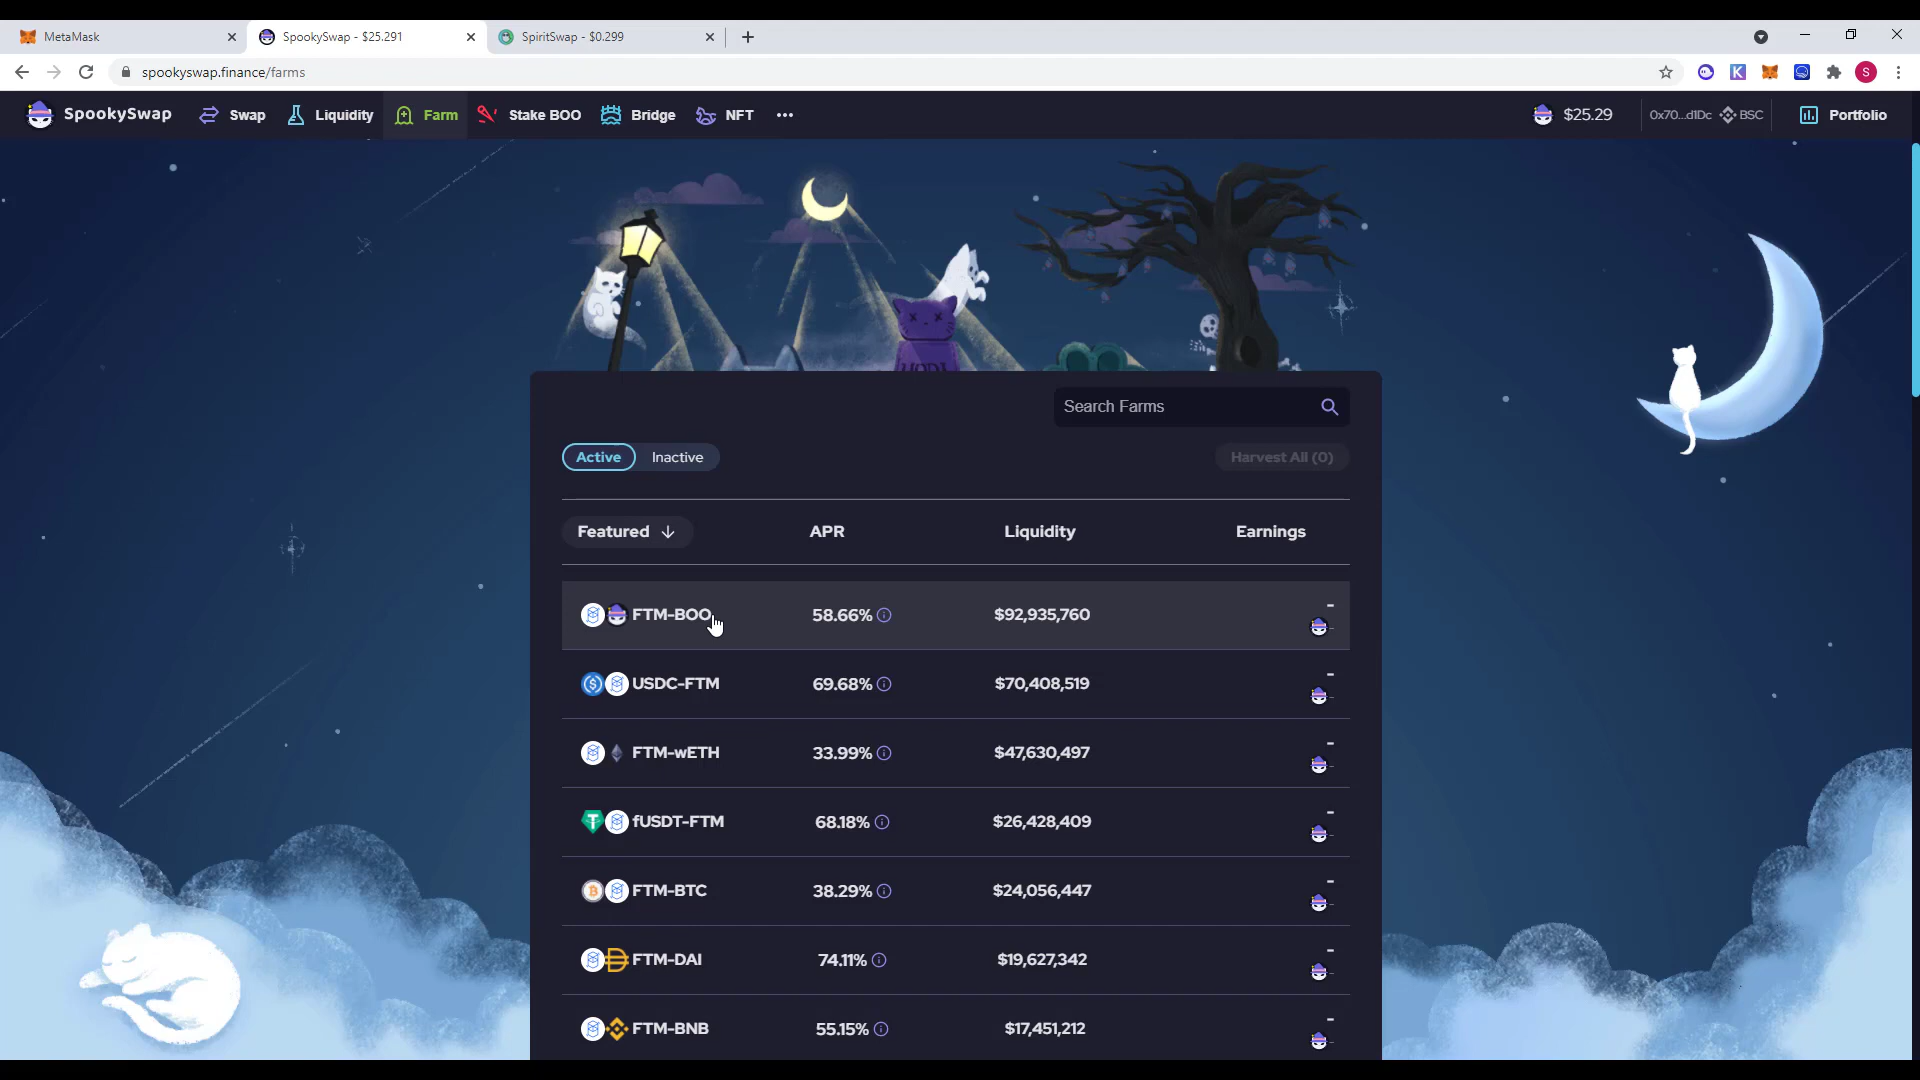 MetaMask
SpookySwap - $25.291
SpiritSwap - $0.299
spookyswap.finance/farms
K
S
SpookySwap
Swap
Liquidity
Farm
Stake BOO
Bridge
NFT
$25.29
0x70...d1Dc
BSC
Portfolio
HODL
Search Farms
Active
Inactive
Harvest All (0)
Featured
APR
Liquidity
Earnings
FTM-BOO 58.66% $92,935,760 -
USDC-FTM 69.68% $70,408,519 -
FTM-wETH 33.99% $47,630,497 -
fUSDT-FTM 68.18% $26,428,409 -
FTM-BTC 38.29% $24,056,447 -
FTM-DAI 74.11% $19,627,342 -
FTM-BNB 55.15% $17,451,212 -